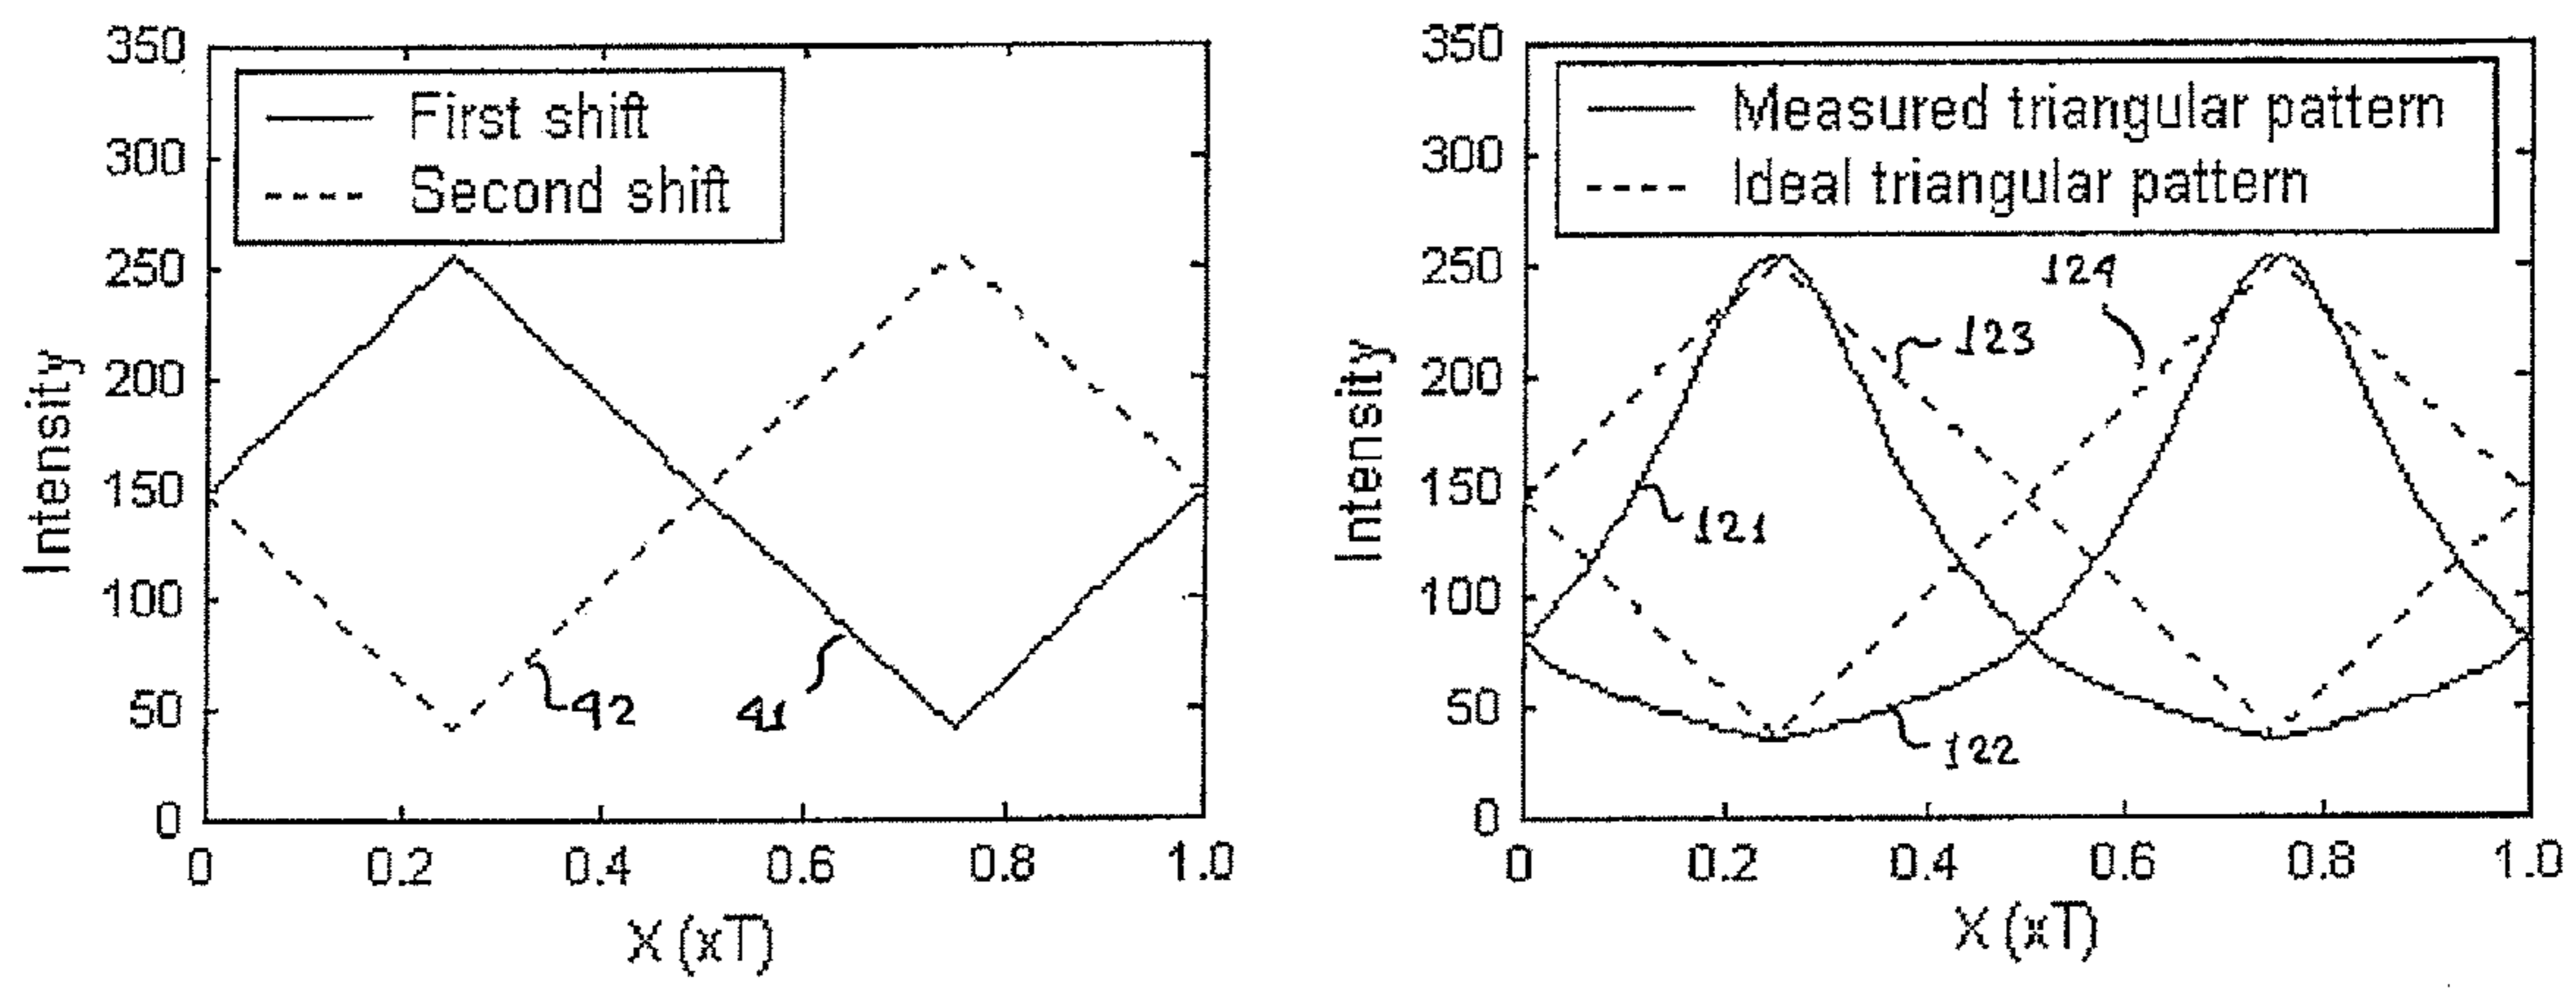 350
300
250
200
150
100
50
0
Intensity
First shift
Second shift
42
41
0 0.2 0.4 0.6 0.8 1.0
X (xT)
350
300
250
200
150
100
50
0
Intensity
Measured triangular pattern
Ideal triangular pattern
124
123
121
122
0 0.2 0.4 0.6 0.8 1.0
X (xT)